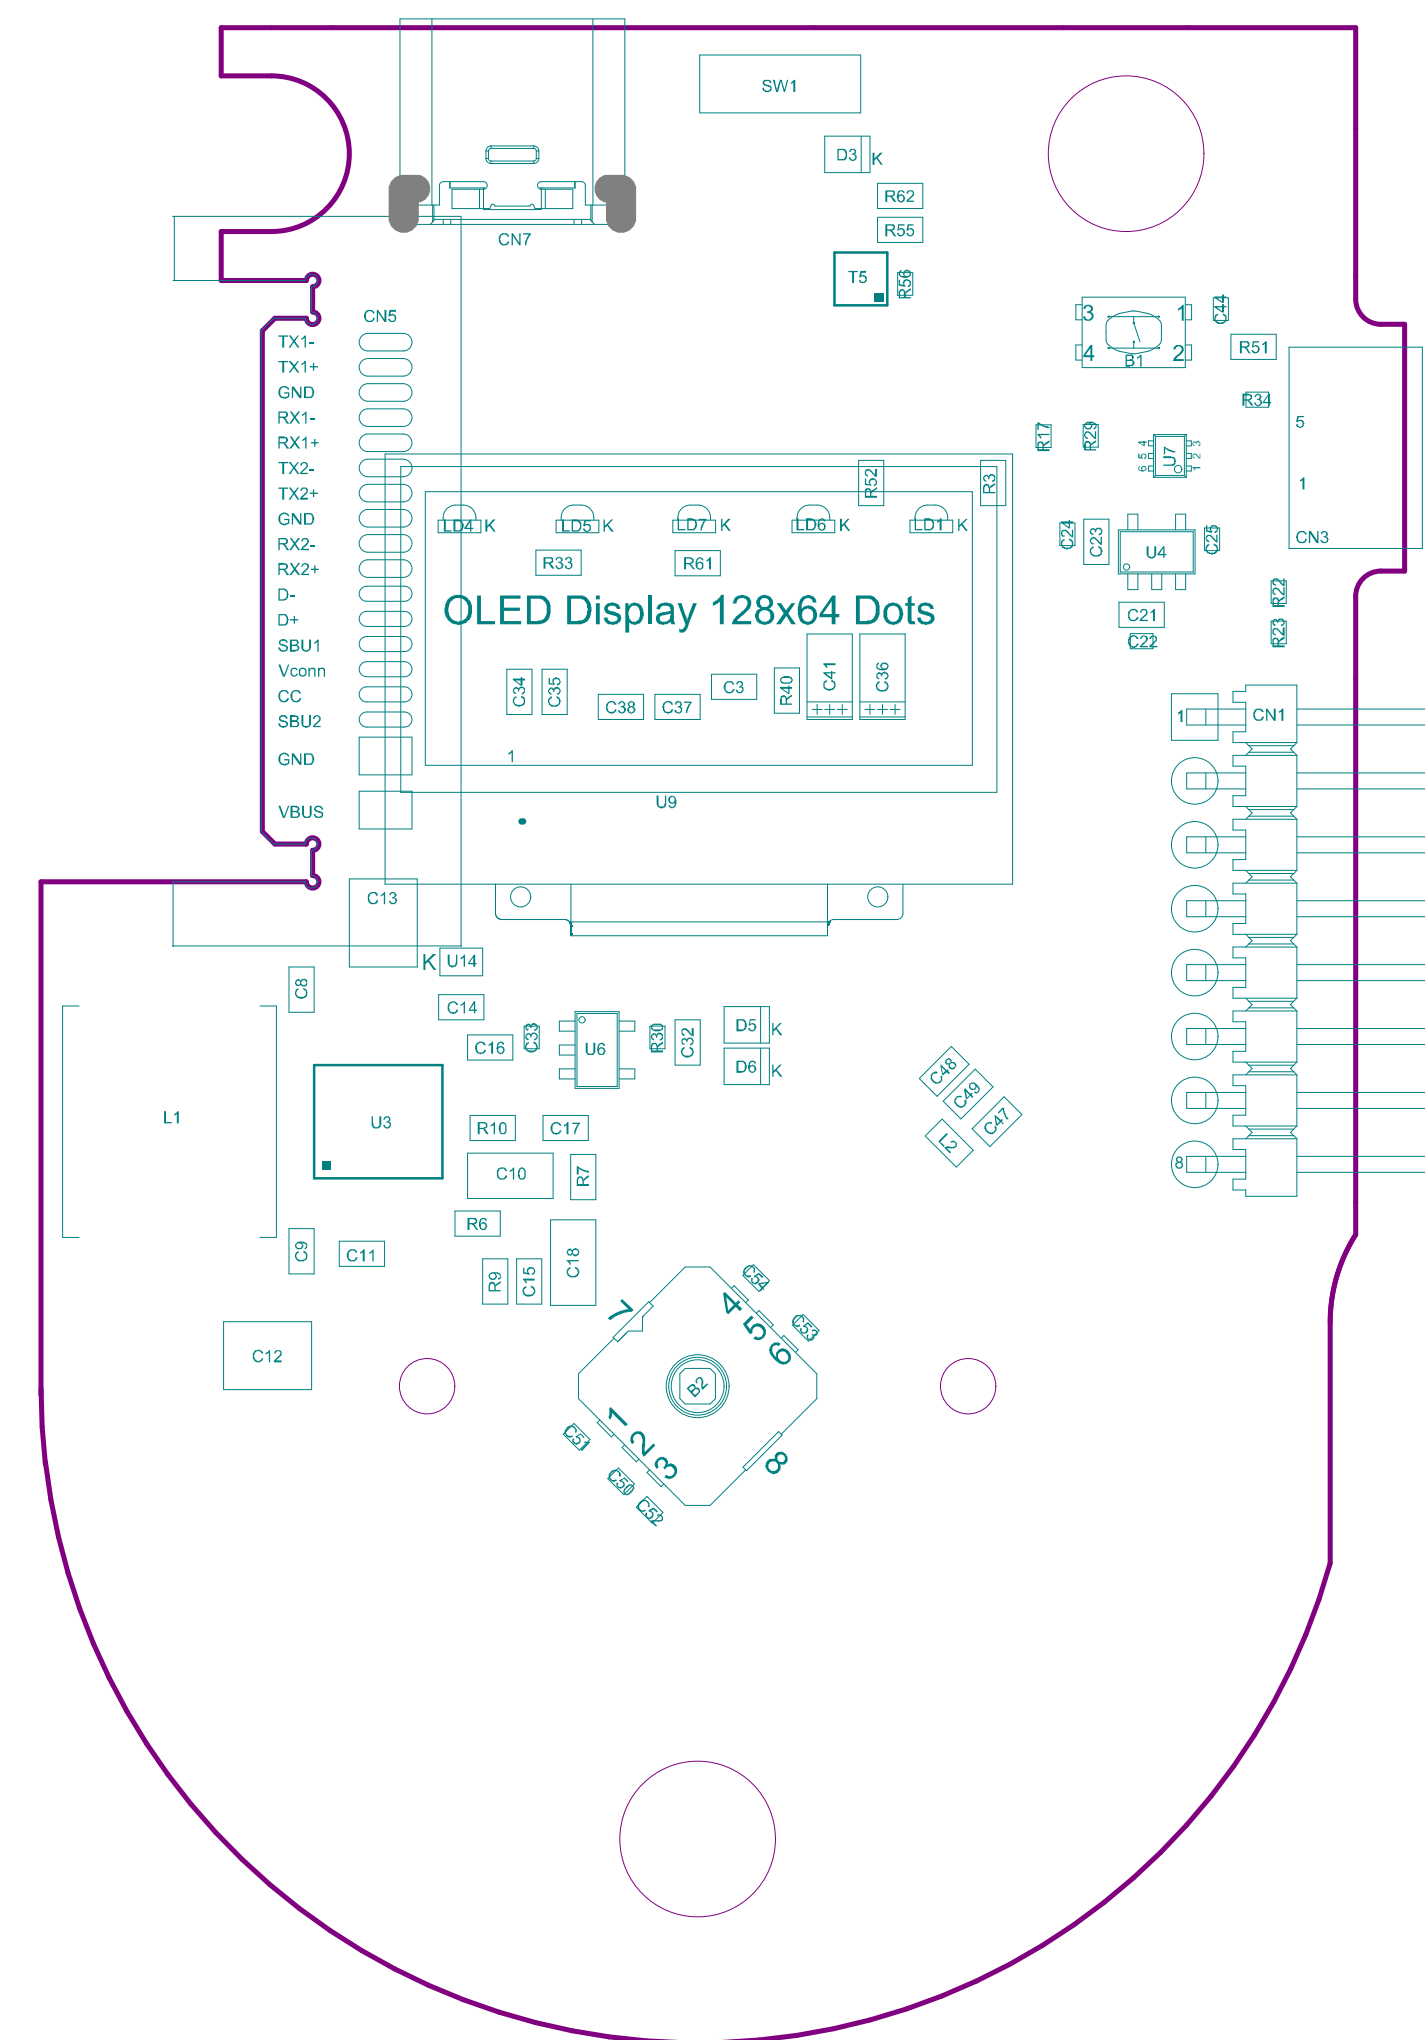 SW1
D3 K
R62
CN7
R55
T5
R56
CN5
3 1
4 2
B1
C44
R51
TX1-
TX1+
GND
RX1-
RX1+
TX2-
TX2+
GND
RX2-
RX2+
D-
D+
SBU1
Vconn
CC
SBU2
GND
VBUS
R34
5
1
CN3
R17
R29
4 3
5 2
6 1
U7
R52
R3
LD4 K
LD5 K
LD7 K
LD6 K
LD1 K
C24
C23
U4
C25
R33
R61
OLED Display 128x64 Dots
C21
C22
R22
R23
C34
C35
C38
C37
C3
R40
C41
+++
C36
+++
1
U9
1
CN1
8
C13
K U14
C8
C14
C16
C33
U6
R30
C32
D5 K
D6 K
L1
U3
R10
C17
C10
R7
C48
C49
C47
L2
R6
C9
C11
R9
C15
C18
C12
7
C54
4
5
6
C53
B2
1
2
3
8
C51
C50
C52